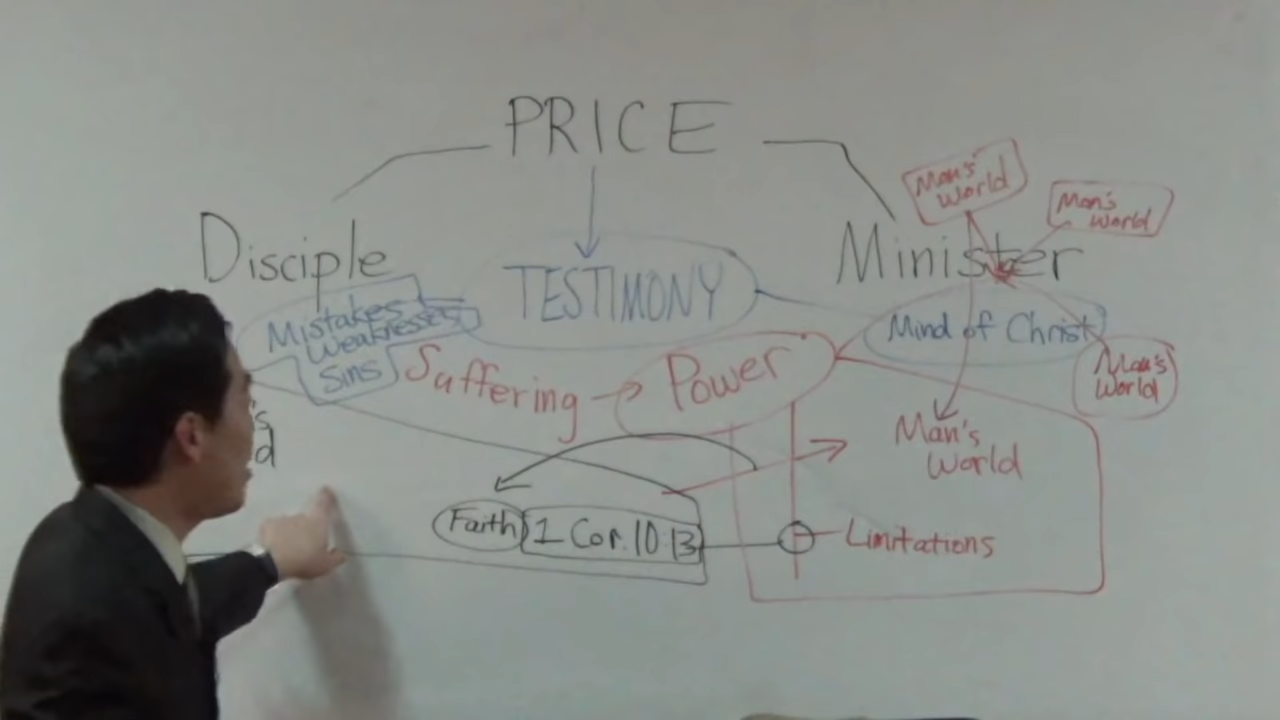 PRICE
Man's
World
Man's
World
Disciple
TESTIMONY
Minister
Mistakes
Weaknesses
Sins
Mind of Christ
Suffering
Power
Man's
World
Man's
World
Faith
1 Cor. 10:13
Limitations